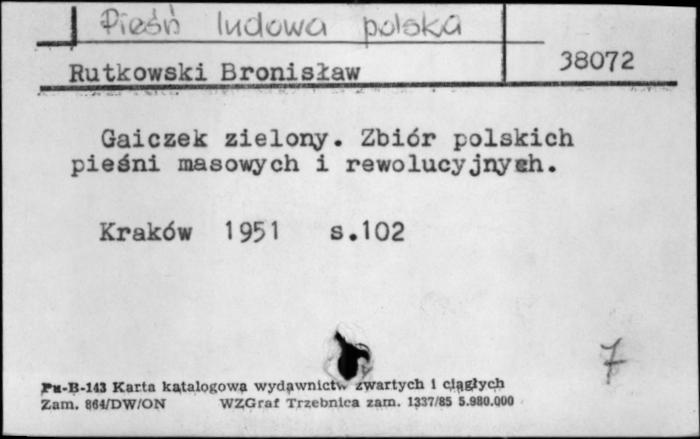 Pieśń ludowa polska
Rutkowski Bronisław
38072
Gaiczek zielony. Zbiór polskich
pieśni masowych i rewolucyjnych.
Kraków 1951 s.102
7
Pu-B-143 Karta katalogowa wydawnictw zwartych i ciągłych
Zam. 864/DW/ON WZGraf Trzebnica zam. 1337/85 5.980.000